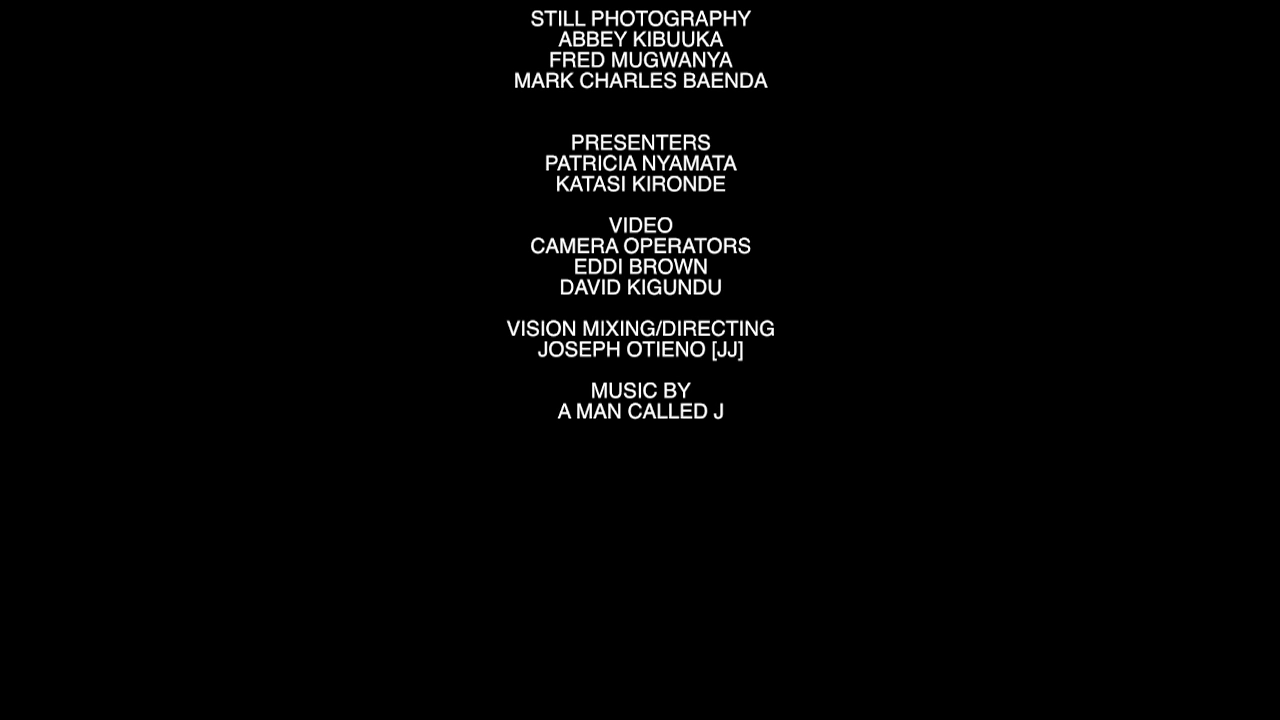 STILL PHOTOGRAPHY
ABBEY KIBUUKA
FRED MUGWANYA
MARK CHARLES BAENDA
PRESENTERS
PATRICIA NYAMATA
KATASI KIRONDE
VIDEO
CAMERA OPERATORS
EDDI BROWN
DAVID KIGUNDU
VISION MIXING/DIRECTING
JOSEPH OTIENO [JJ]
MUSIC BY
A MAN CALLED J